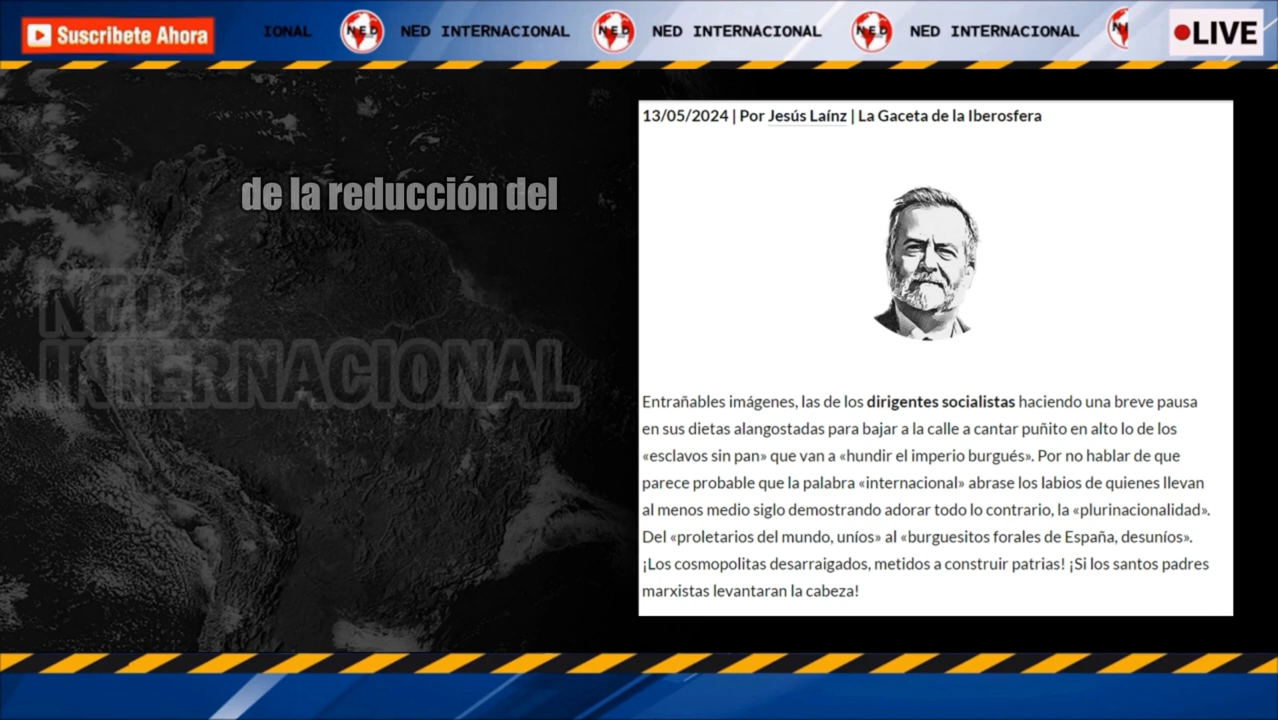 Suscribete Ahora
IONAL
NED
NED INTERNACIONAL
NED
NED INTERNACIONAL
NED
NED INTERNACIONAL
LIVE
13/05/2024 | Por Jesús Laínz | La Gaceta de la Iberosfera
de la reducción del
NED
INTERNACIONAL
Entrañables imágenes, las de los dirigentes socialistas haciendo una breve pausa
en sus dietas alangostadas para bajar a la calle a cantar puñito en alto lo de los
«esclavos sin pan» que van a «hundir el imperio burgués». Por no hablar de que
parece probable que la palabra «internacional» abrase los labios de quienes llevan
al menos medio siglo demostrando adorar todo lo contrario, la «plurinacionalidad».
Del «proletarios del mundo, uníos» al «burguesitos forales de España, desuníos».
¡Los cosmopolitas desarraigados, metidos a construir patrias! ¡Si los santos padres
marxistas levantaran la cabeza!